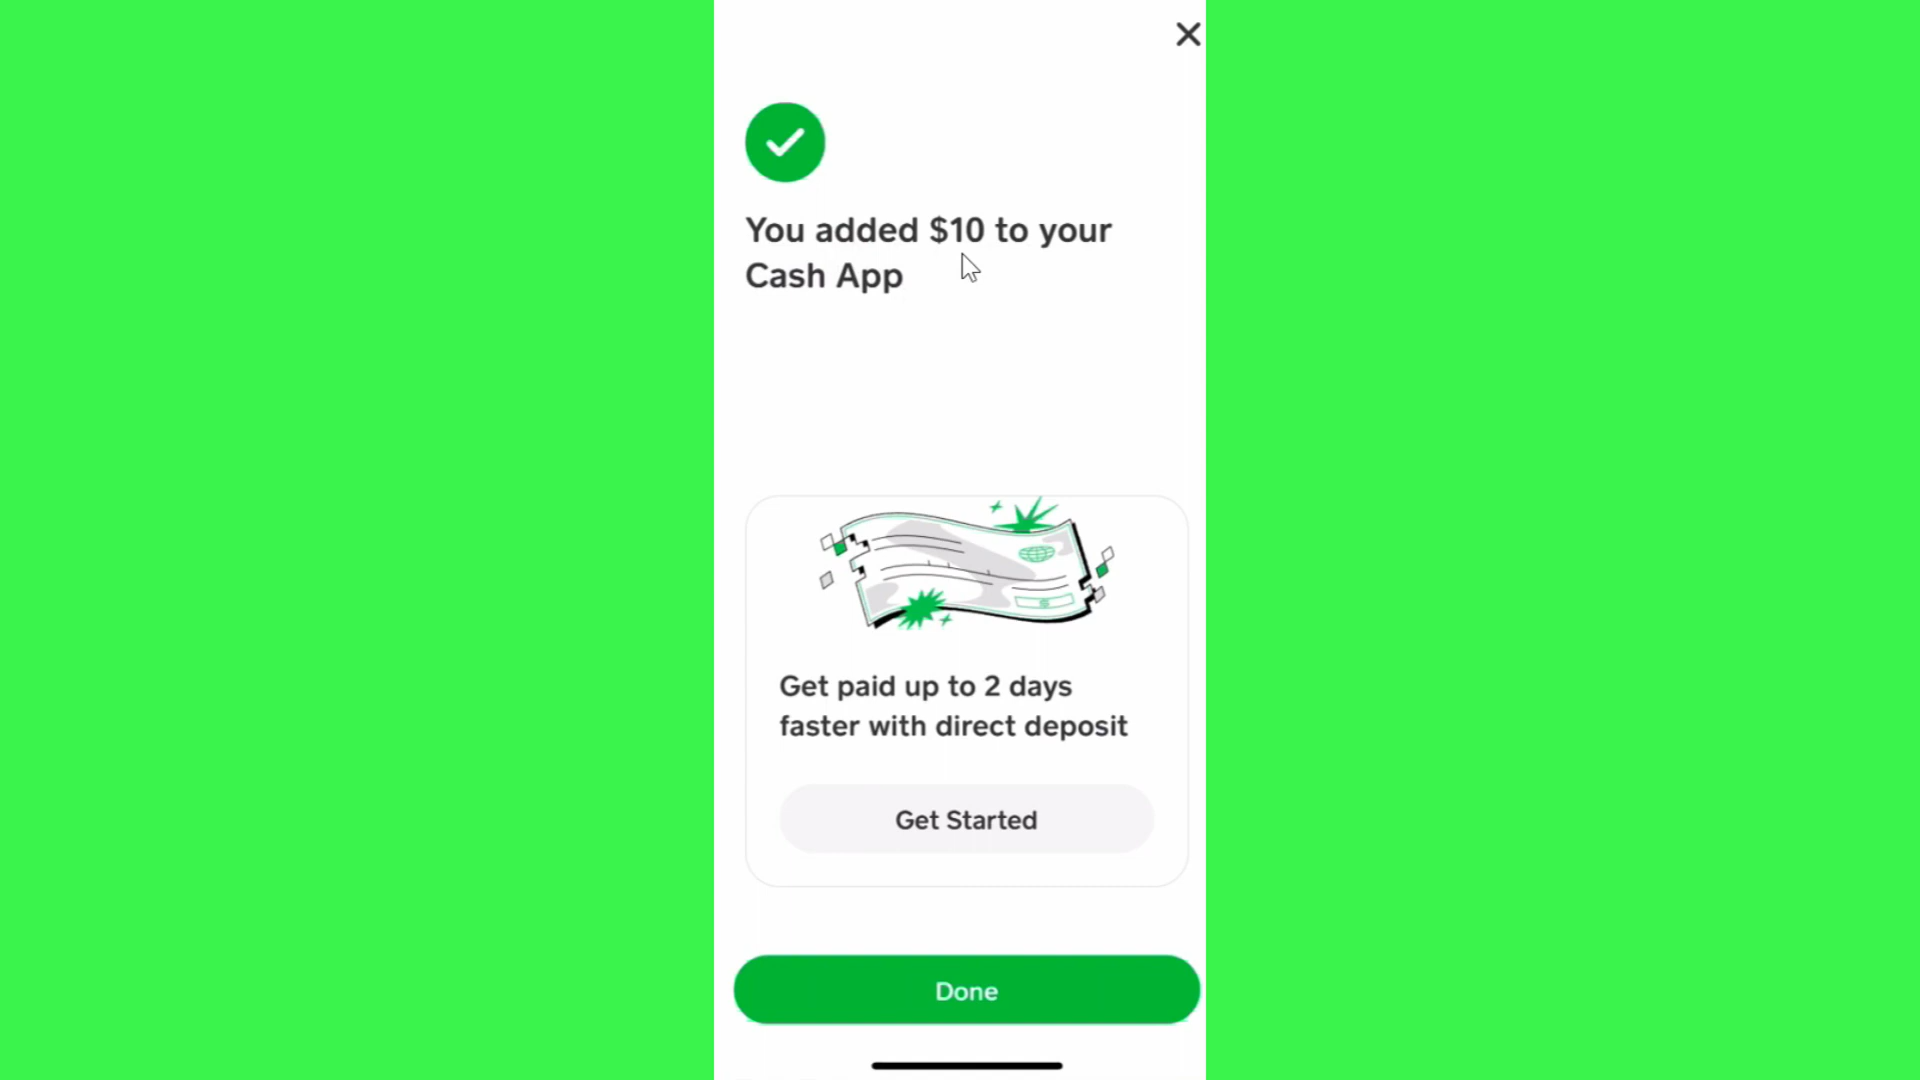 You added $10 to your
Cash App
Get paid up to 2 days
faster with direct deposit
Get Started
Done